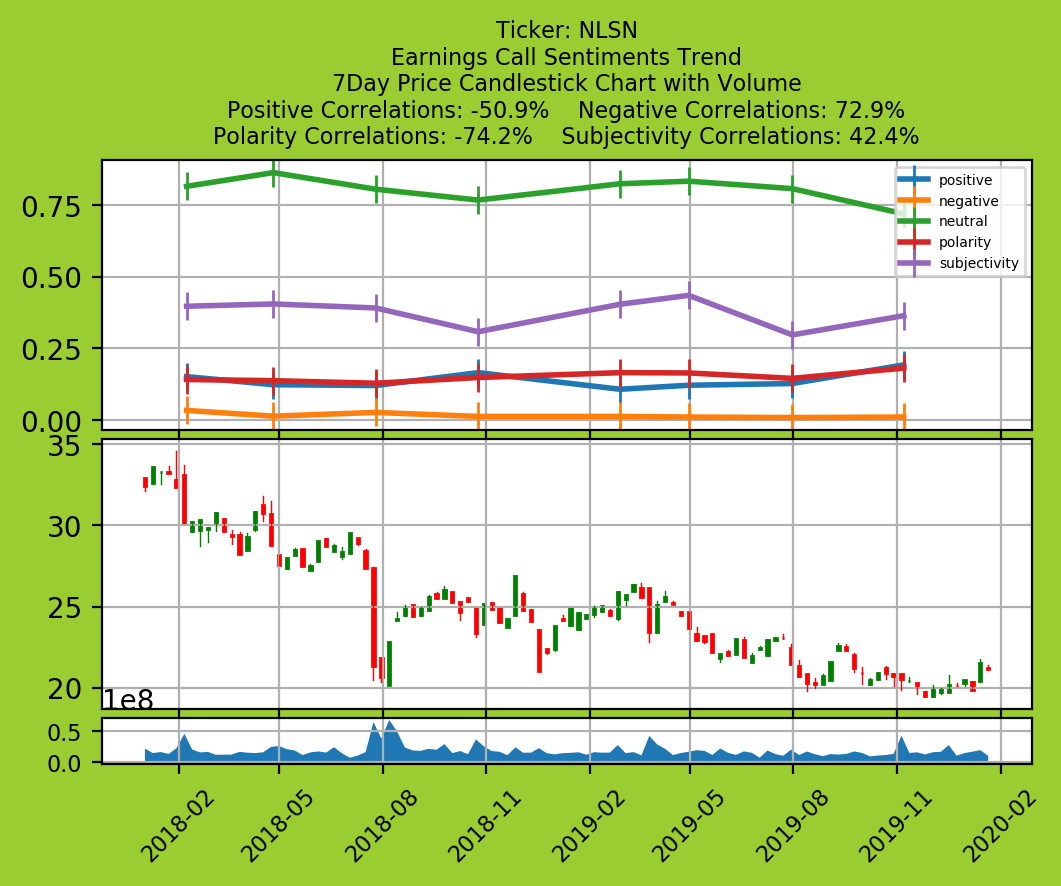 Ticker: NLSN
Earnings Call Sentiments Trend
7Day Price Candlestick Chart with Volume
Positive Correlations: -50.9%    Negative Correlations: 72.9%
Polarity Correlations: -74.2%    Subjectivity Correlations: 42.4%
0.75
0.50
0.25
0.00
positive
negative
neutral
polarity
subjectivity
35
30
25
20
1e8
0.5
0.0
2018-02
2018-05
2018-08
2018-11
2019-02
2019-05
2019-08
2019-11
2020-02